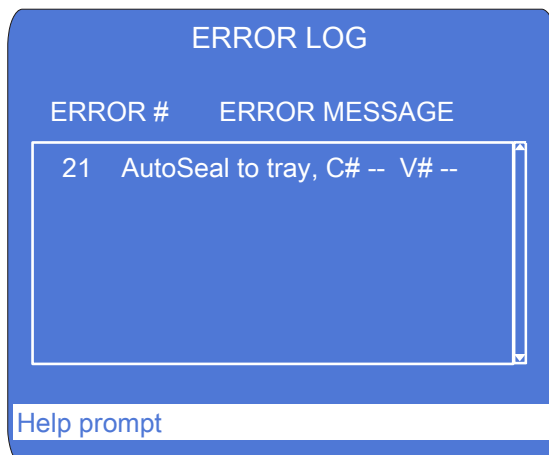 ERROR LOG
ERROR # ERROR MESSAGE
21 AutoSeal to tray, C# -- V# --
Help prompt